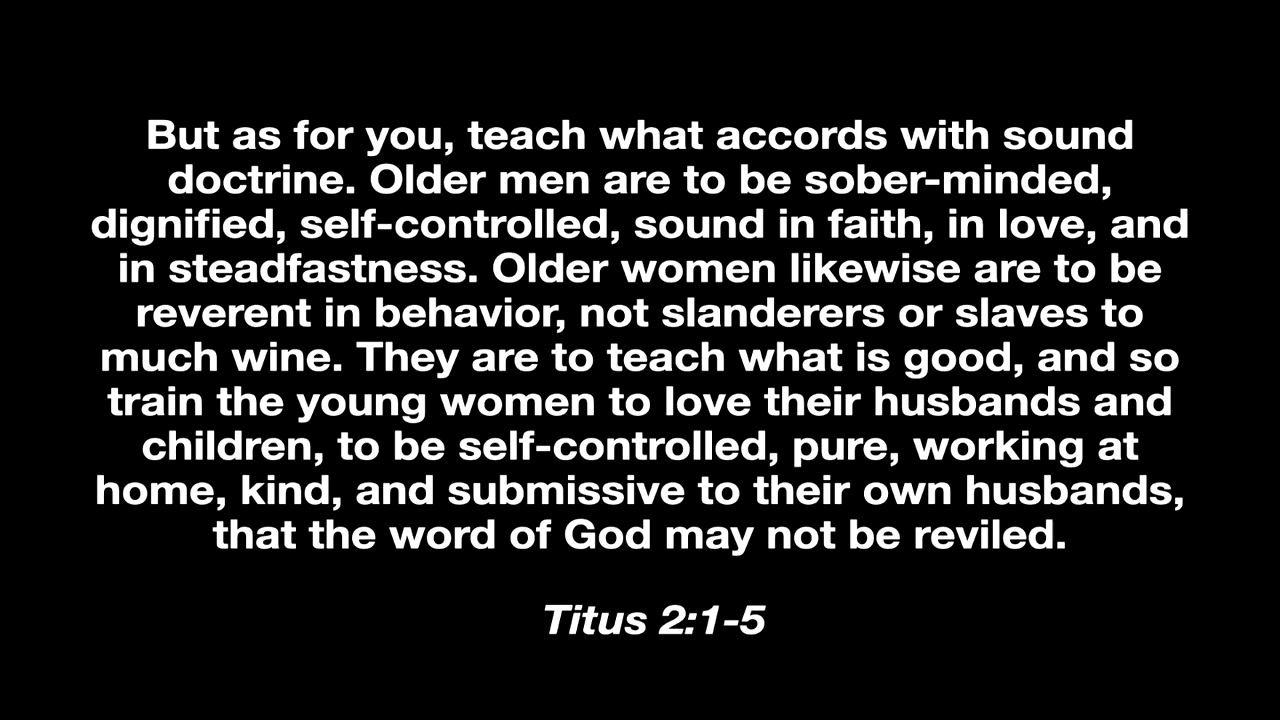 But as for you, teach what accords with sound
doctrine. Older men are to be sober-minded,
dignified, self-controlled, sound in faith, in love, and
in steadfastness. Older women likewise are to be
reverent in behavior, not slanderers or slaves to
much wine. They are to teach what is good, and so
train the young women to love their husbands and
children, to be self-controlled, pure, working at
home, kind, and submissive to their own husbands,
that the word of God may not be reviled.
Titus 2:1-5